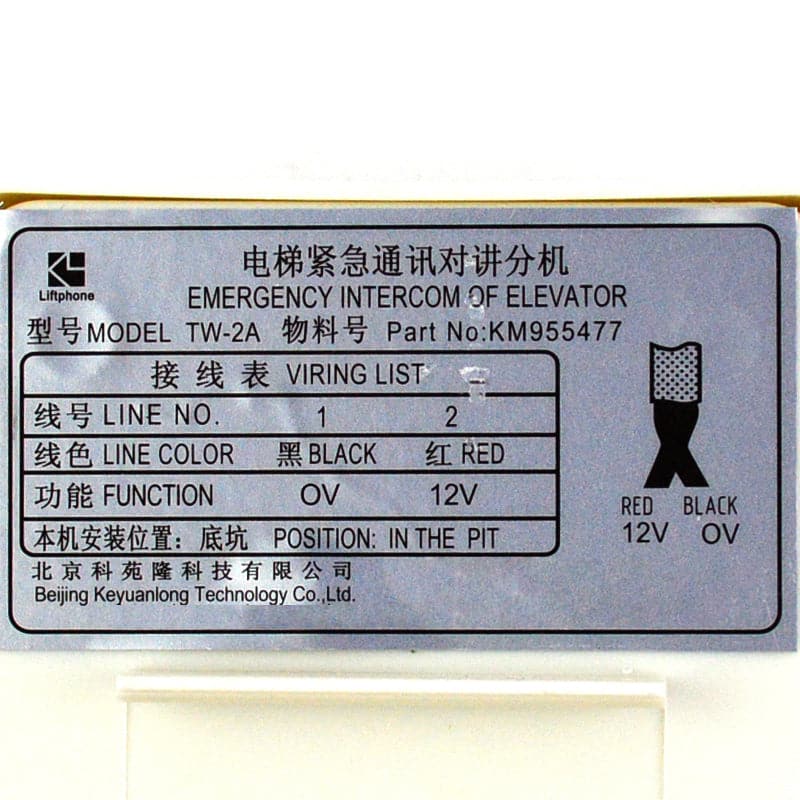 电梯紧急通讯对讲分机
Liftphone
EMERGENCY INTERCOM OF ELEVATOR
型号MODEL TW-2A 物料号 Part No:KM955477
接线表 VIRING LIST
线号 LINE NO. 1 2
线色 LINE COLOR 黑 BLACK 红 RED
功能 FUNCTION OV 12V
本机安装位置: 底坑 POSITION: IN THE PIT
RED BLACK
12V OV
北京科苑隆科技有限公司
Beijing Keyuanlong Technology Co.,Ltd.